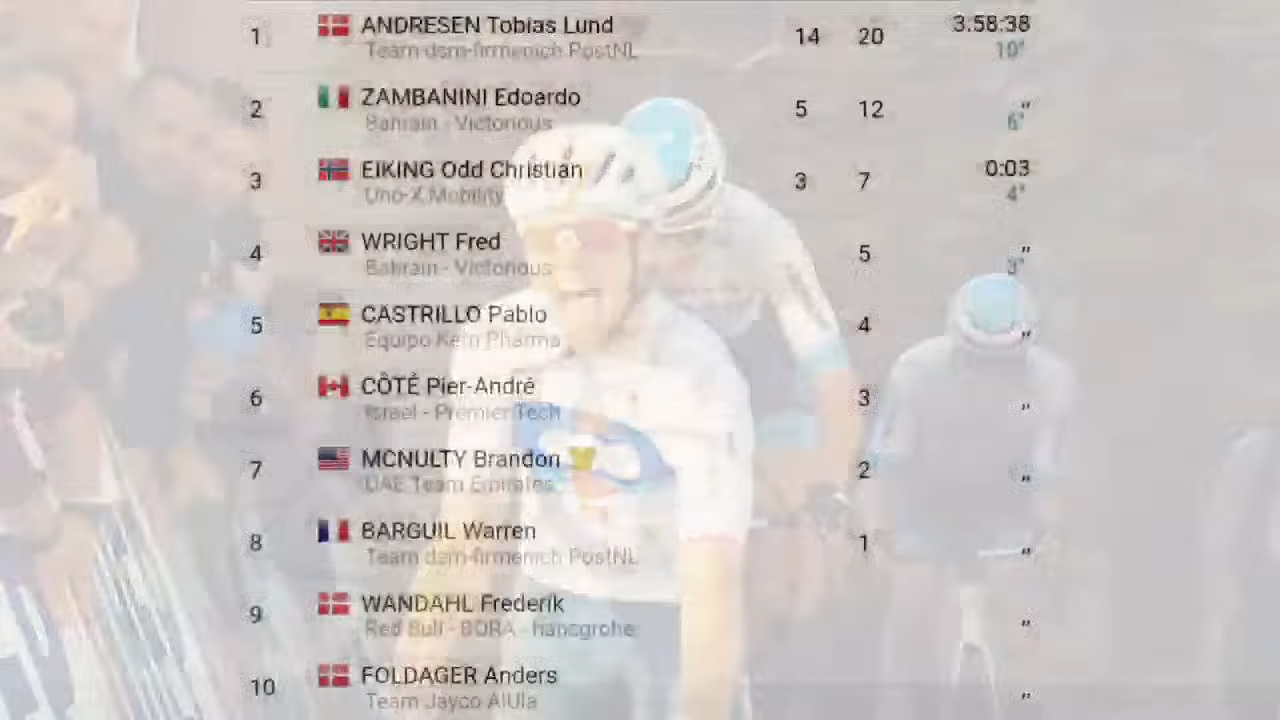 1 ANDRESEN Tobias Lund 14 20 3.58:38
Team dsm-firmenich PostNL 10"
2 ZAMBANINI Edoardo 5 12 ,,
Bahrain - Victorious 6"
3 EIKING Odd Christian 3 7 0:03
Uno-X Mobility 4"
4 WRIGHT Fred 5 ,,
Bahrain - Victorious 3"
5 CASTRILLO Pablo 4 ,,
Equipo Kern Pharma
6 CÔTÉ Pier-André 3 ,,
Israel - Premier Tech
7 MCNULTY Brandon 2 ,,
UAE Team Emirates
8 BARGUIL Warren 1 ,,
Team dsm-firmenich PostNL
9 WANDAHL Frederik ,,
Red Bull - BORA - hansgrohe
10 FOLDAGER Anders ,,
Team Jayco AlUla